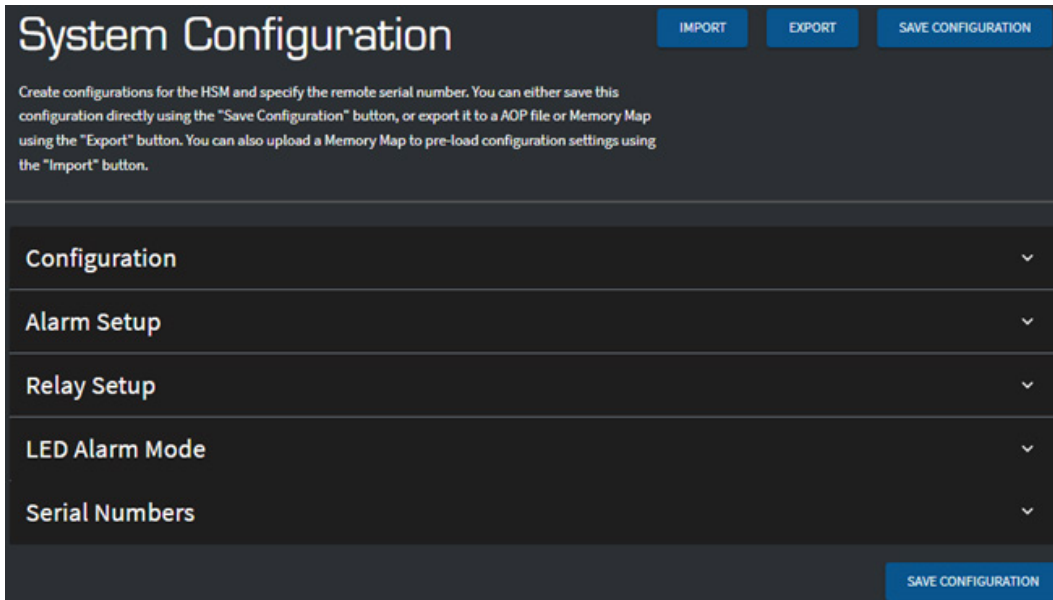 System Configuration
IMPORT
EXPORT
SAVE CONFIGURATION
Create configurations for the HSM and specify the remote serial number. You can either save this
configuration directly using the "Save Configuration" button, or export it to a AOP file or Memory Map
using the "Export" button. You can also upload a Memory Map to pre-load configuration settings using
the "Import" button.
Configuration
Alarm Setup
Relay Setup
LED Alarm Mode
Serial Numbers
SAVE CONFIGURATION